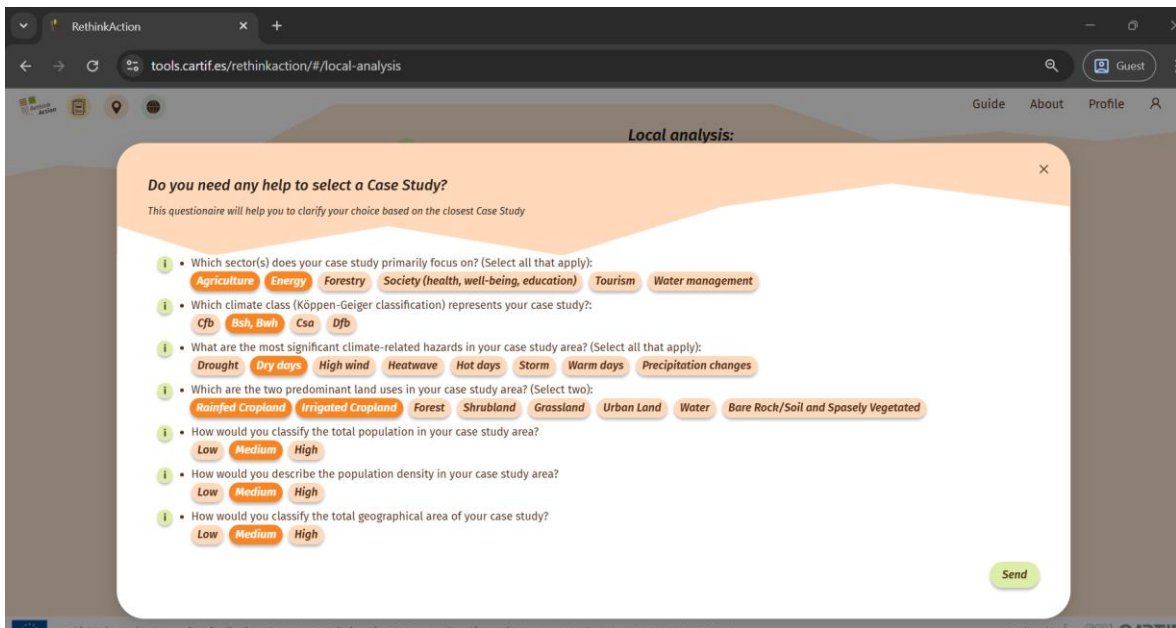 RethinkAction
tools.cartif.es/rethinkaction/#/local-analysis
Guest
Rethink Action
Guide About Profile
Local analysis:
Do you need any help to select a Case Study?
This questionaire will help you to clarify your choice based on the closest Case Study
i • Which sector(s) does your case study primarily focus on? (Select all that apply):
Agriculture Energy Forestry Society (health, well-being, education) Tourism Water management
i • Which climate class (Köppen-Geiger classification) represents your case study?:
Cfb Bsh, Bwh Csa Dfb
i • What are the most significant climate-related hazards in your case study area? (Select all that apply):
Drought Dry days High wind Heatwave Hot days Storm Warm days Precipitation changes
i • Which are the two predominant land uses in your case study area? (Select two):
Rainfed Cropland Irrigated Cropland Forest Shrubland Grassland Urban Land Water Bare Rock/Soil and Spasely Vegetated
i • How would you classify the total population in your case study area?
Low Medium High
i • How would you describe the population density in your case study area?
Low Medium High
i • How would you classify the total geographical area of your case study?
Low Medium High
Send